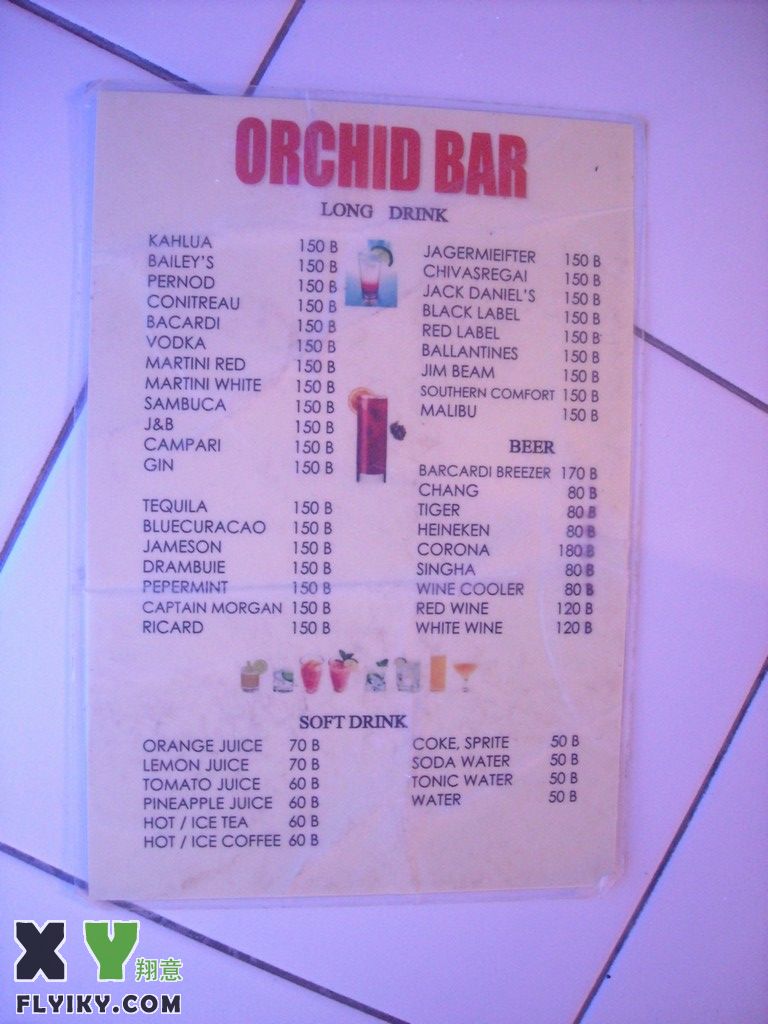 ORCHID BAR
LONG DRINK
KAHLUA 150 B
BAILEY'S 150 B
PERNOD 150 B
CONITREAU 150 B
BACARDI 150 B
VODKA 150 B
MARTINI RED 150 B
MARTINI WHITE 150 B
SAMBUCA 150 B
J&B 150 B
CAMPARI 150 B
GIN 150 B
TEQUILA 150 B
BLUECURACAO 150 B
JAMESON 150 B
DRAMBUIE 150 B
PEPERMINT 150 B
CAPTAIN MORGAN 150 B
RICARD 150 B
JAGERMIEIFTER 150 B
CHIVASREGAI 150 B
JACK DANIEL'S 150 B
BLACK LABEL 150 B
RED LABEL 150 B
BALLANTINES 150 B
JIM BEAM 150 B
SOUTHERN COMFORT 150 B
MALIBU 150 B
BEER
BARCARDI BREEZER 170 B
CHANG 80 B
TIGER 80 B
HEINEKEN 80 B
CORONA 180 B
SINGHA 80 B
WINE COOLER 80 B
RED WINE 120 B
WHITE WINE 120 B
SOFT DRINK
ORANGE JUICE 70 B
LEMON JUICE 70 B
TOMATO JUICE 60 B
PINEAPPLE JUICE 60 B
HOT / ICE TEA 60 B
HOT / ICE COFFEE 60 B
COKE, SPRITE 50 B
SODA WATER 50 B
TONIC WATER 50 B
WATER 50 B
XY 翔意
FLYIKY.COM